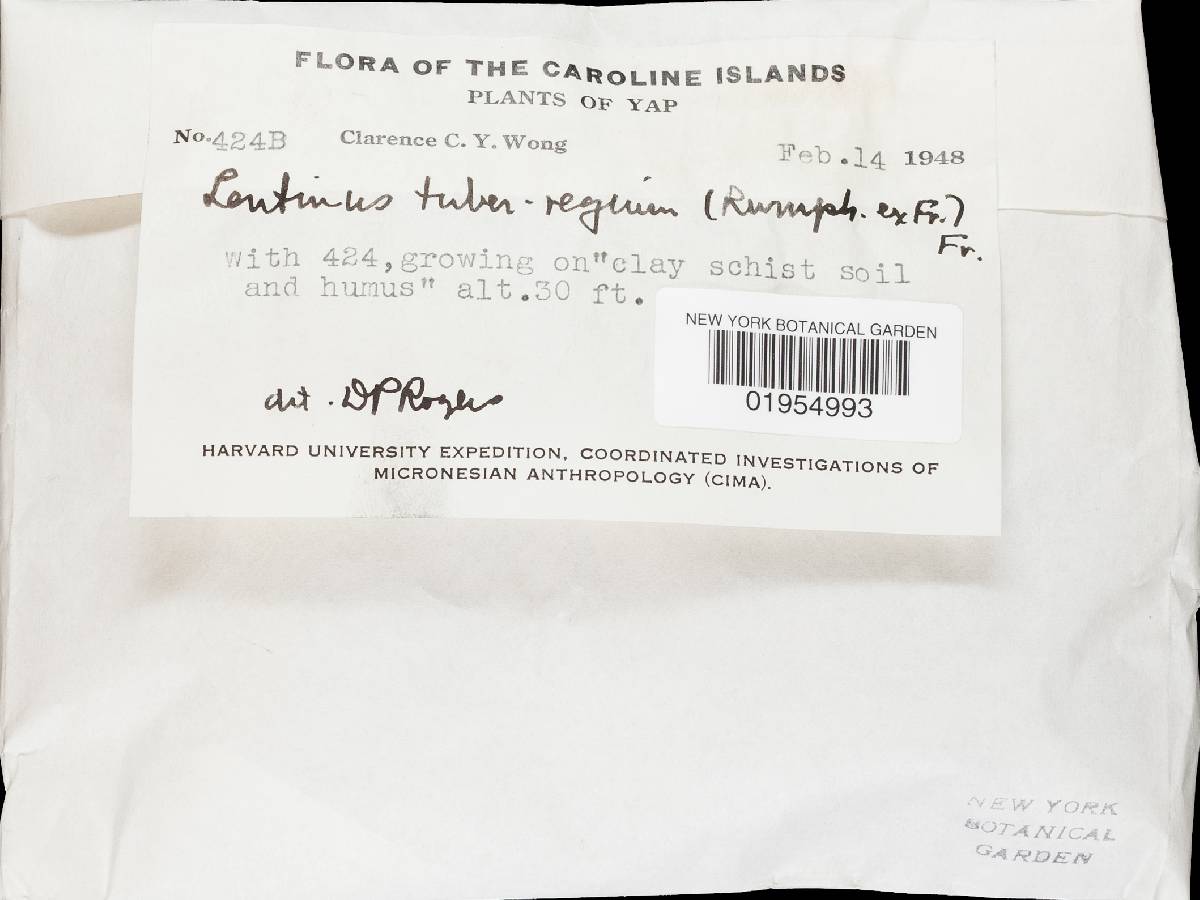 FLORA OF THE CAROLINE ISLANDS
PLANTS OF YAP
No. 424B Clarence C. Y. Wong Feb.14 1948
Lentinus tuber-regium (Rumph. ex Fr.)
Fr.
with 424, growing on "clay schist soil
and humus" alt.30 ft.
NEW YORK BOTANICAL GARDEN
01954993
det. DP Rogers
HARVARD UNIVERSITY EXPEDITION, COORDINATED INVESTIGATIONS OF
MICRONESIAN ANTHROPOLOGY (CIMA).
NEW YORK
BOTANICAL
GARDEN